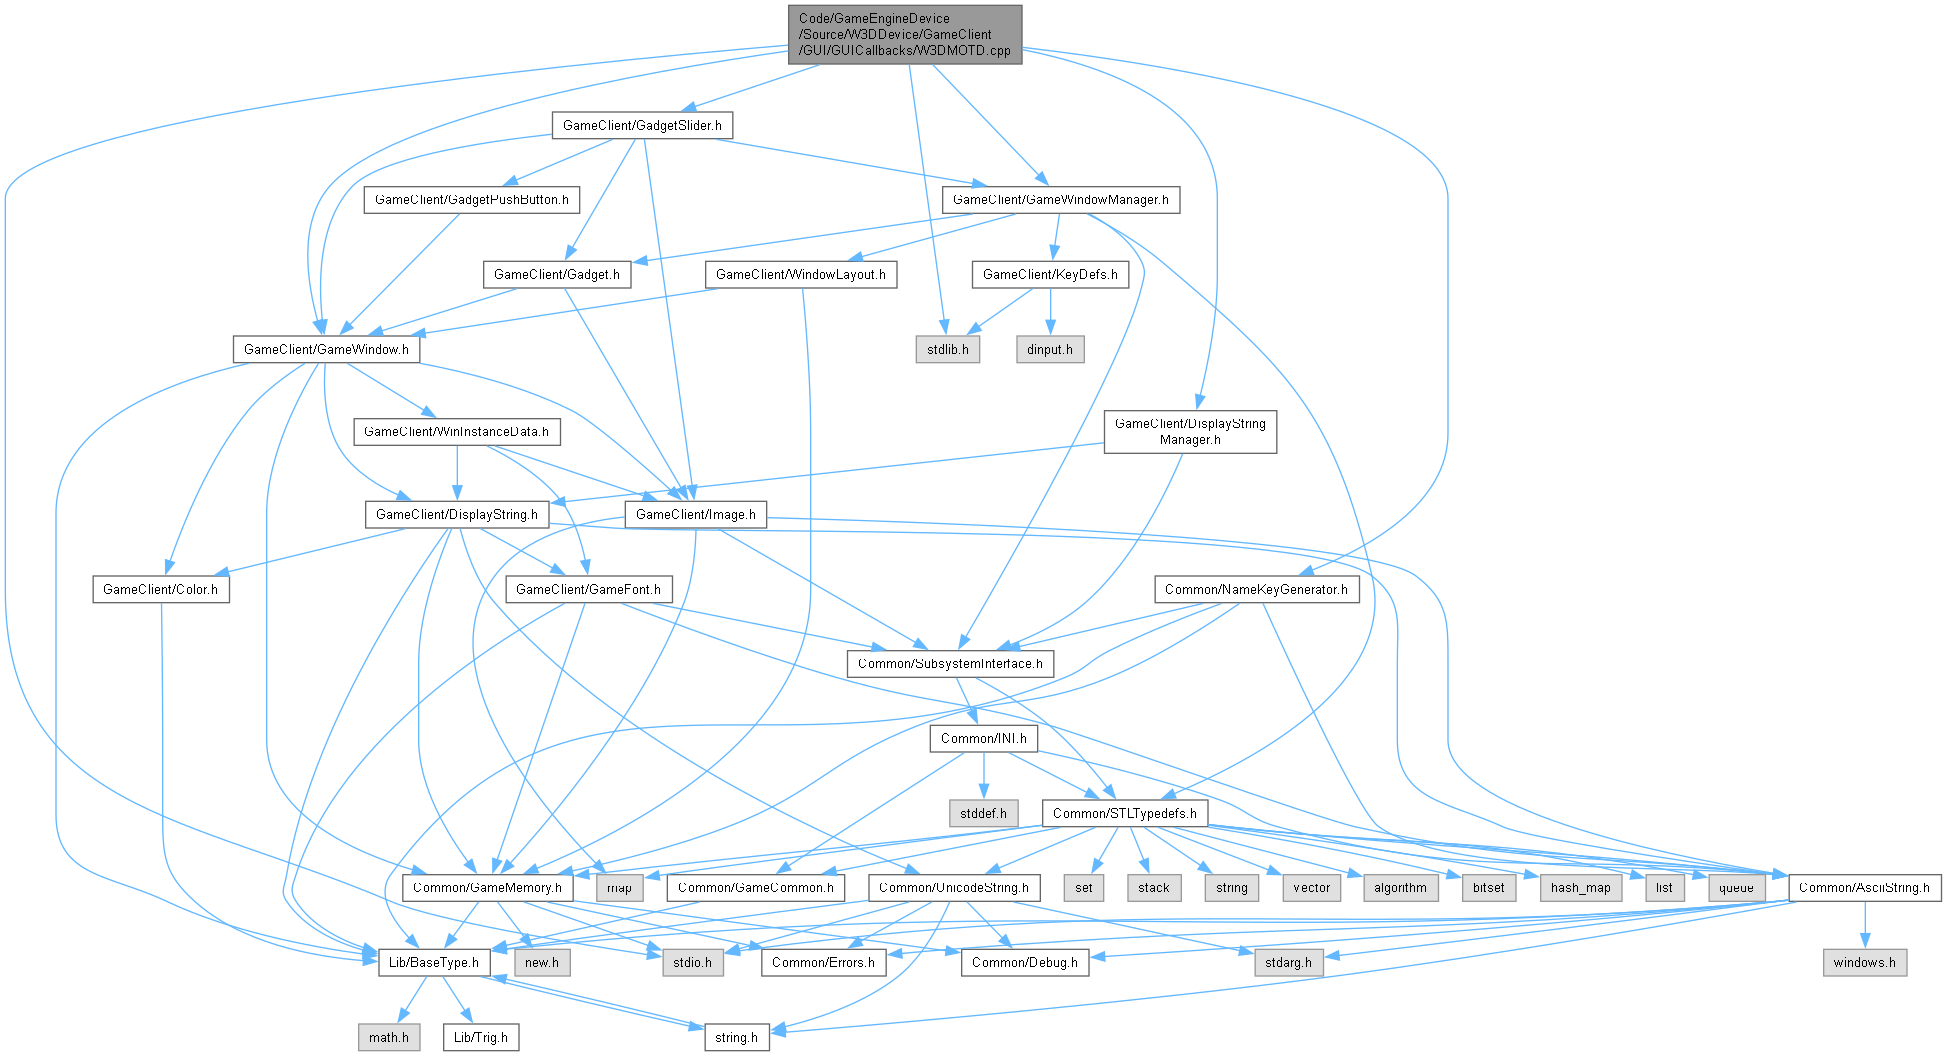 Code/GameEngineDevice
/Source/W3DDevice/GameClient
/GUI/GUICallbacks/W3DMOTD.cpp
GameClient/GadgetSlider.h
GameClient/GadgetPushButton.h
GameClient/GameWindowManager.h
GameClient/Gadget.h
GameClient/WindowLayout.h
GameClient/KeyDefs.h
GameClient/GameWindow.h
stdlib.h
dinput.h
GameClient/WinInstanceData.h
GameClient/DisplayString
Manager.h
GameClient/DisplayString.h
GameClient/Image.h
GameClient/Color.h
GameClient/GameFont.h
Common/NameKeyGenerator.h
Common/SubsystemInterface.h
Common/INI.h
stddef.h
Common/STLTypedefs.h
Common/GameMemory.h
map
Common/GameCommon.h
Common/UnicodeString.h
set
stack
string
vector
algorithm
bitset
hash_map
list
queue
Common/AsciiString.h
Lib/BaseType.h
new.h
stdio.h
Common/Errors.h
Common/Debug.h
stdarg.h
windows.h
math.h
Lib/Trig.h
string.h